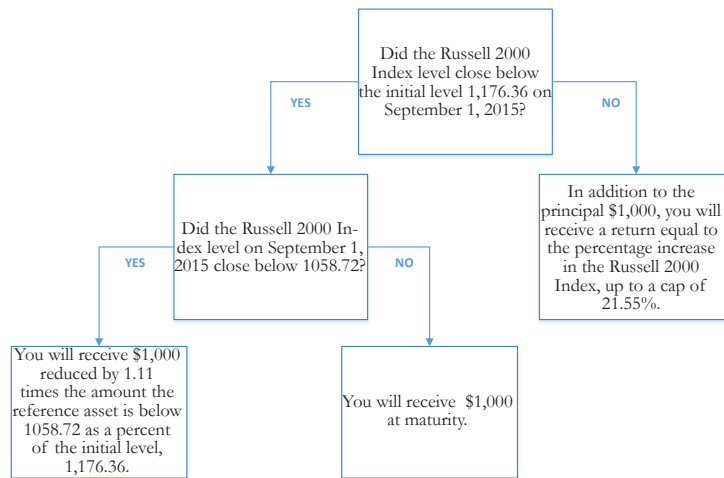 Did the Russell 2000
Index level close below
the initial level 1,176.36 on
September 1, 2015?
YES
NO
Did the Russell 2000 In-
dex level on September 1,
2015 close below 1058.72?
In addition to the
principal $1,000, you will
receive a return equal to
the percentage increase
in the Russell 2000
Index, up to a cap of
21.55%.
YES
NO
You will receive $1,000
reduced by 1.11
times the amount the
reference asset is below
1058.72 as a percent
of the initial level,
1,176.36.
You will receive $1,000
at maturity.